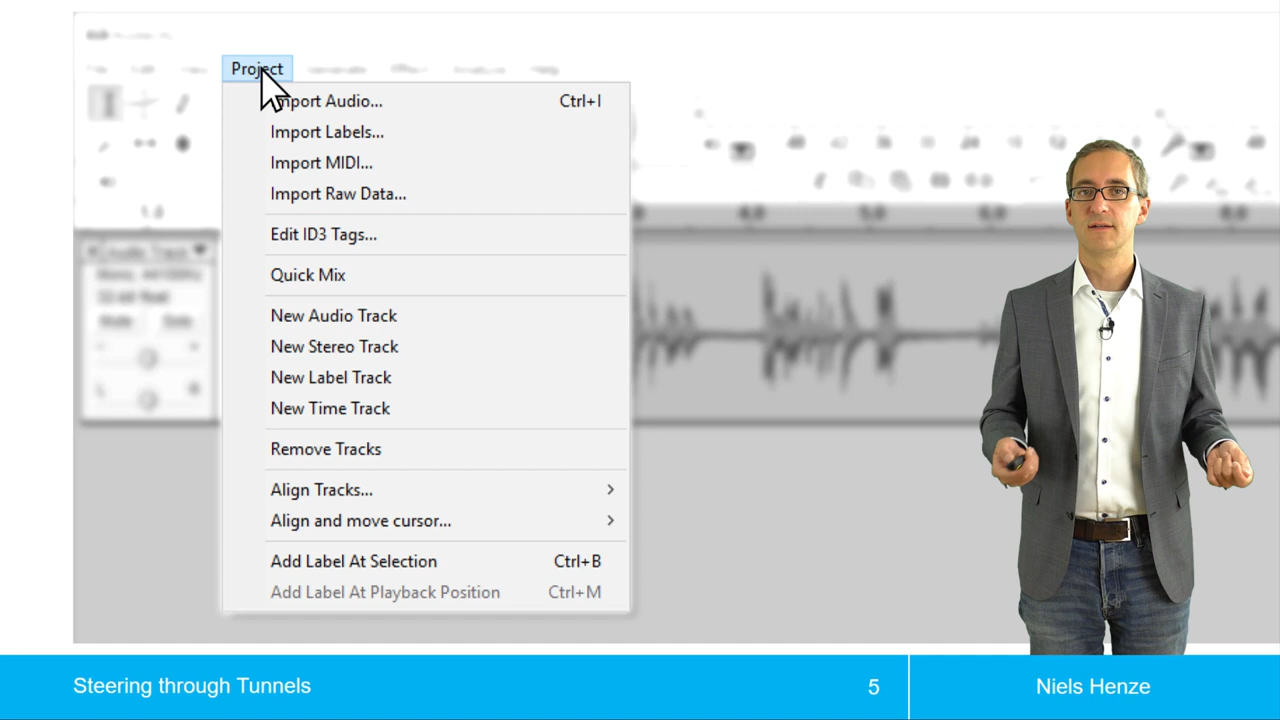 Project
Import Audio... Ctrl+I
Import Labels...
Import MIDI...
Import Raw Data...
Edit ID3 Tags...
Quick Mix
New Audio Track
New Stereo Track
New Label Track
New Time Track
Remove Tracks
Align Tracks...
Align and move cursor...
Add Label At Selection Ctrl+B
Add Label At Playback Position Ctrl+M
Audio Track
Steering through Tunnels 5 Niels Henze